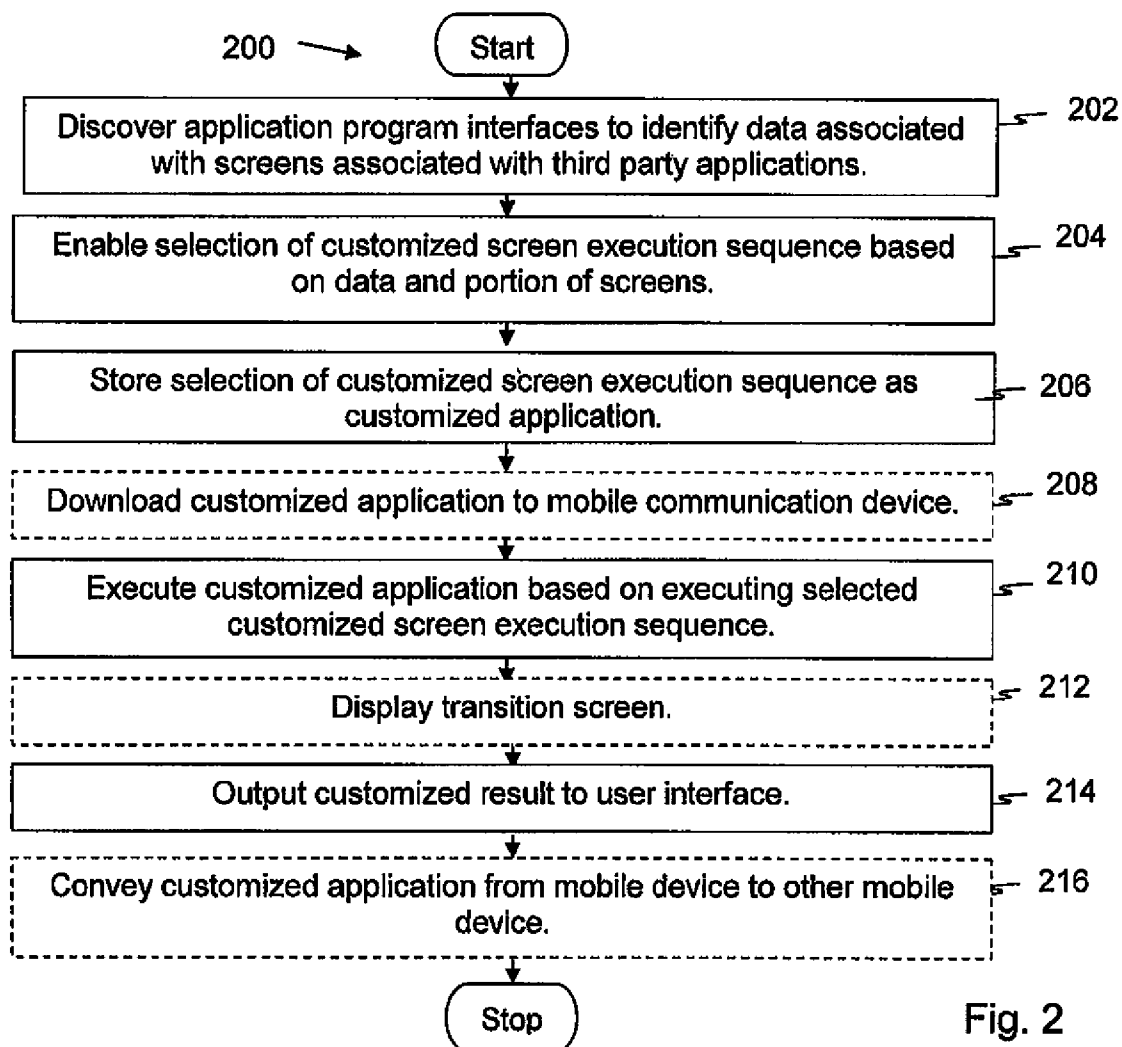 200
Start
Discover application program interfaces to identify data associated
with screens associated with third party applications.
202
Enable selection of customized screen execution sequence based
on data and portion of screens.
204
Store selection of customized screen execution sequence as
customized application.
206
Download customized application to mobile communication device.
208
Execute customized application based on executing selected
customized screen execution sequence.
210
Display transition screen.
212
Output customized result to user interface.
214
Convey customized application from mobile device to other mobile
device.
216
Stop
Fig. 2